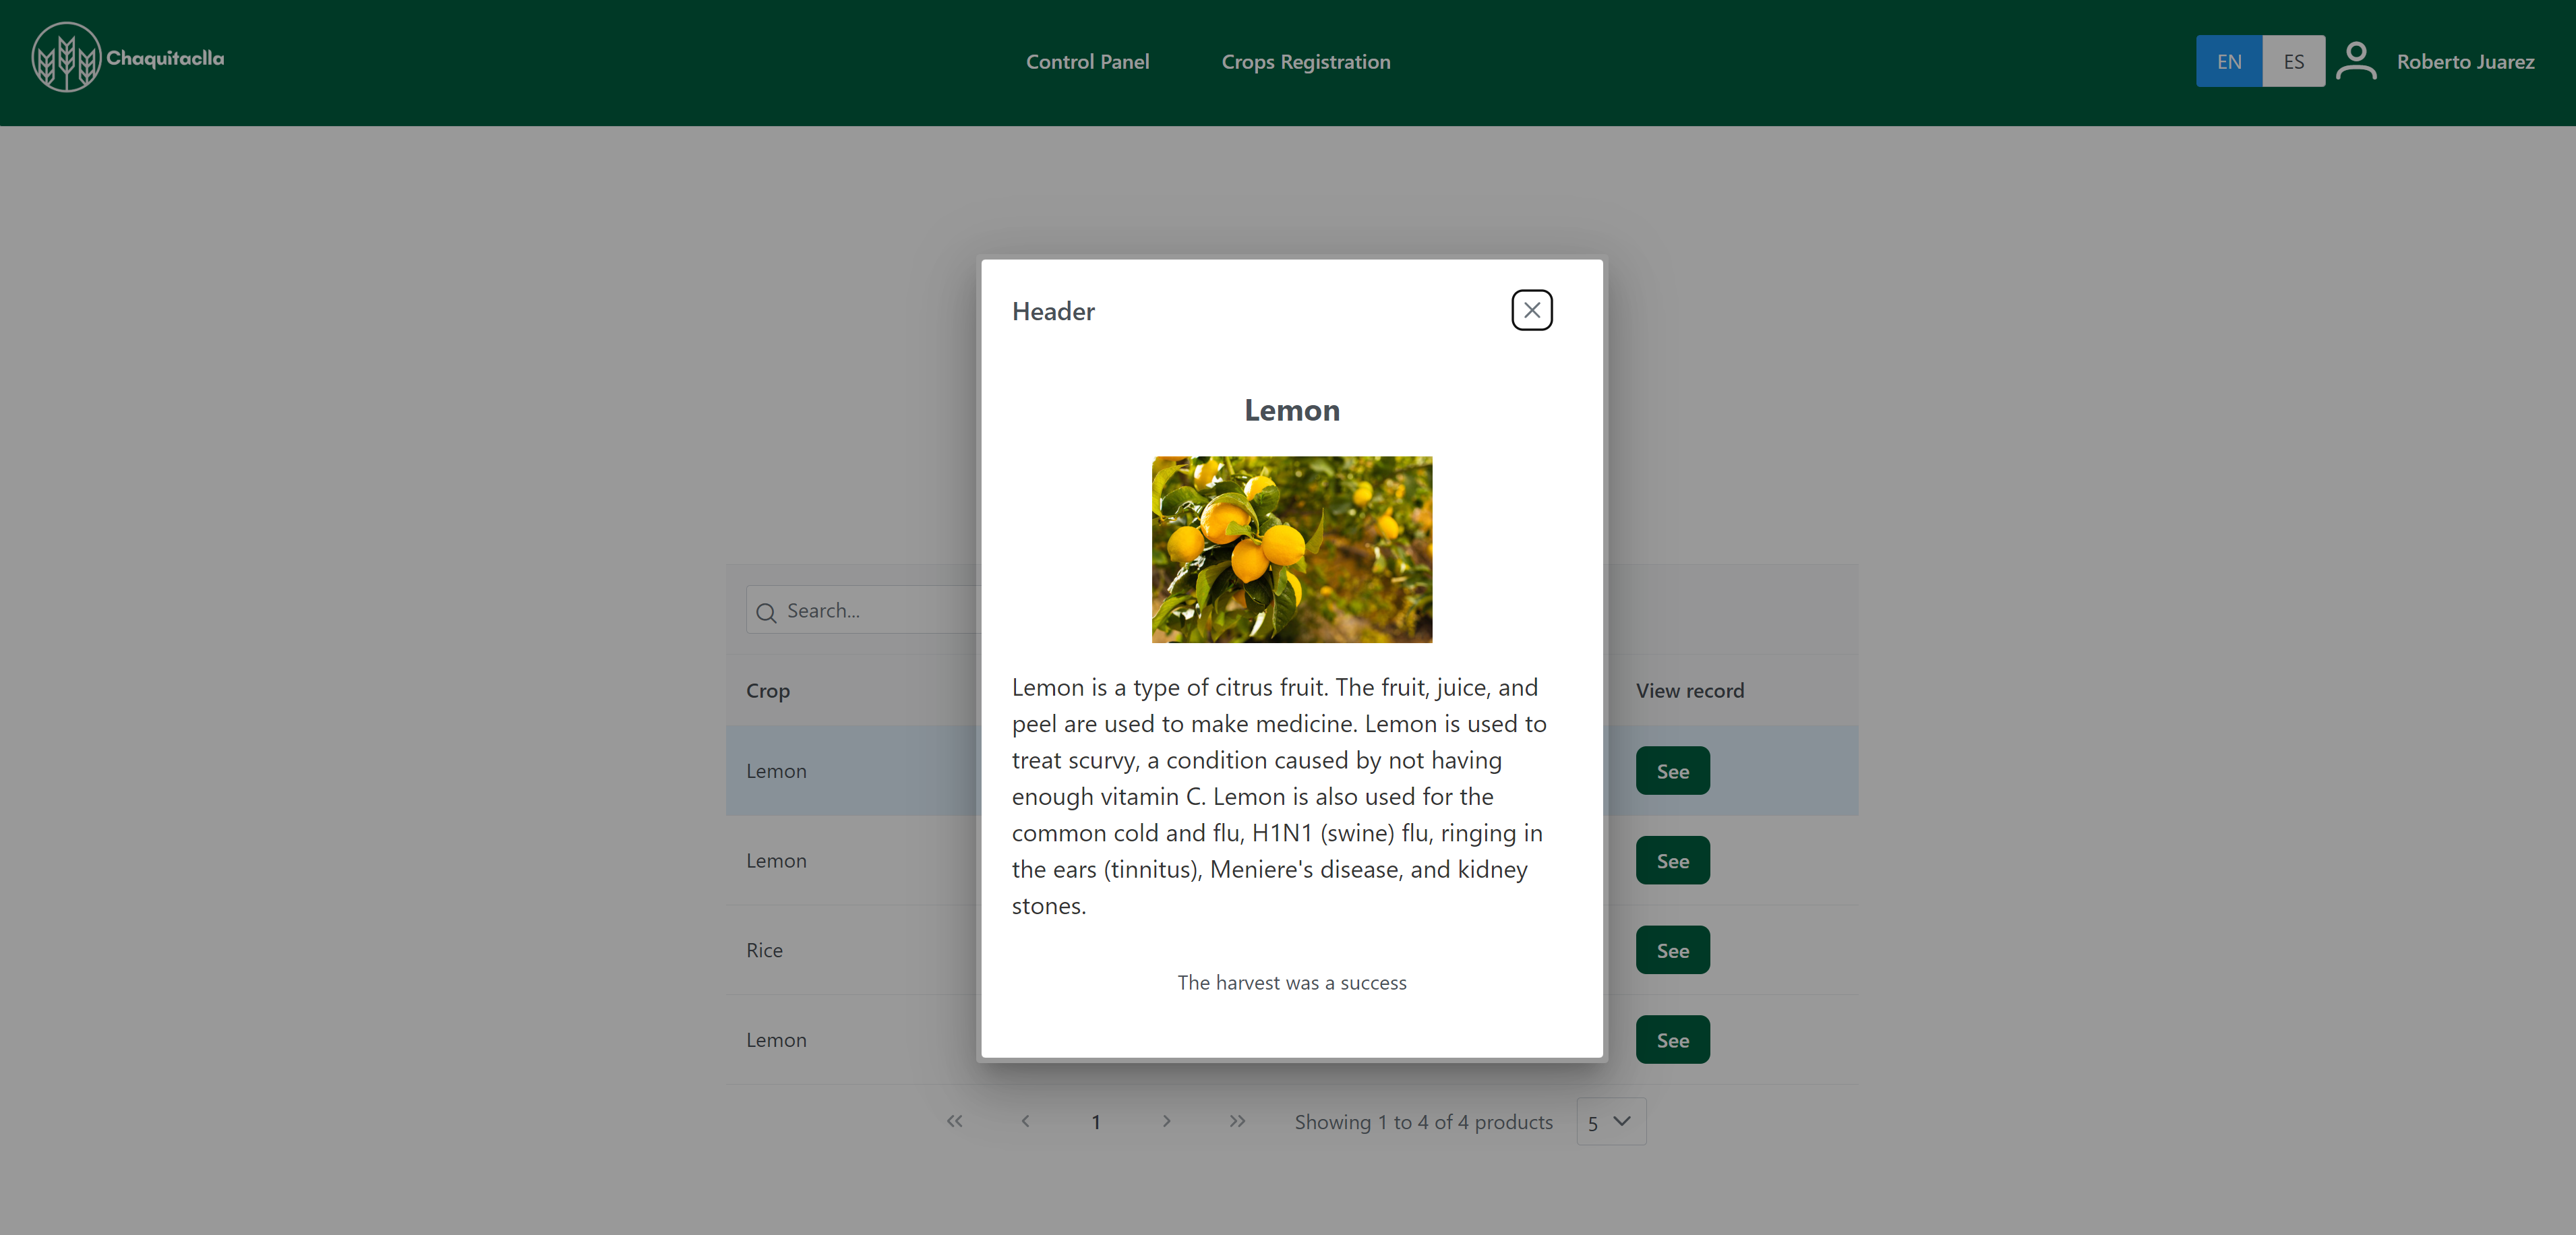 Chaquitaclla
Control Panel
Crops Registration
EN
ES
Roberto Juarez
Header
Lemon
Lemon is a type of citrus fruit. The fruit, juice, and
peel are used to make medicine. Lemon is used to
treat scurvy, a condition caused by not having
enough vitamin C. Lemon is also used for the
common cold and flu, H1N1 (swine) flu, ringing in
the ears (tinnitus), Meniere's disease, and kidney
stones.
The harvest was a success
Search...
Crop
View record
Lemon
See
Lemon
See
Rice
See
Lemon
See
1
Showing 1 to 4 of 4 products
5